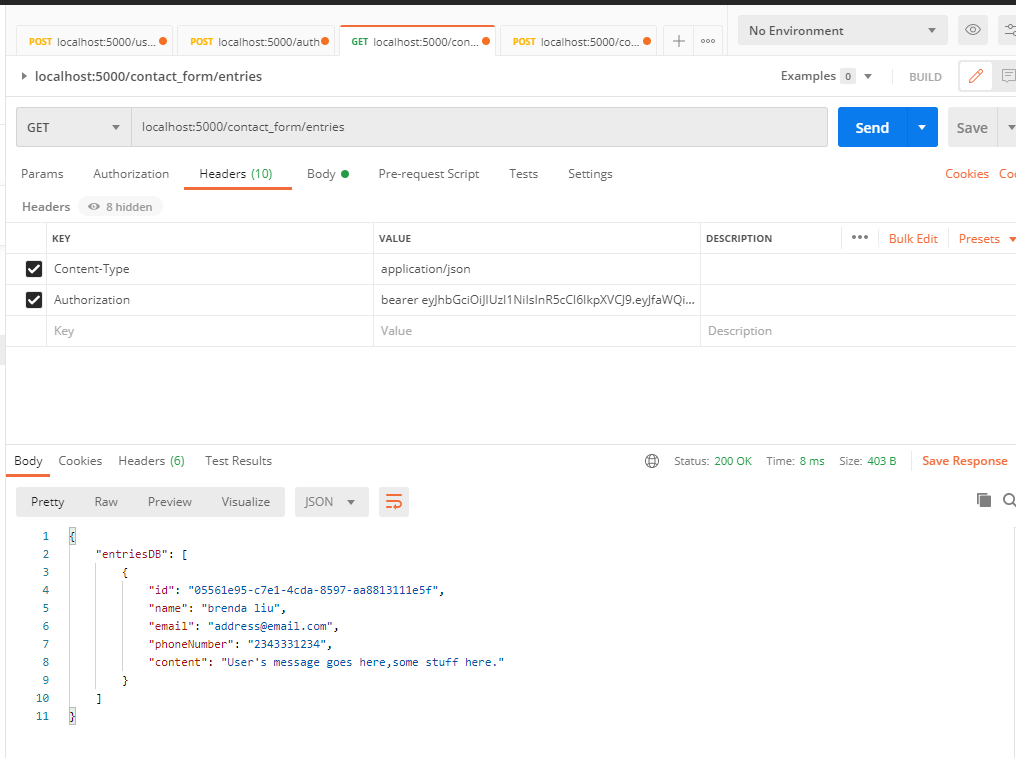 POST localhost:5000/us... POST localhost:5000/auth GET localhost:5000/con... POST localhost:5000/co... No Environment
localhost:5000/contact_form/entries Examples 0 BUILD
GET localhost:5000/contact_form/entries Send Save
Params Authorization Headers (10) Body Pre-request Script Tests Settings Cookies
Headers 8 hidden
KEY VALUE DESCRIPTION Bulk Edit Presets
Content-Type application/json
Authorization
Key Value Description
Body Cookies Headers (6) Test Results Status: 200 OK Time: 8 ms Size: 403 B Save Response
Pretty Raw Preview Visualize JSON
1 {
2 "entriesDB": [
3 {
4 "id": "05561e95-c7e1-4cda-8597-aa8813111e5f",
5 "name": "brenda liu",
6 "email": "address@email.com",
7 "phoneNumber": "2343331234",
8 "content": "User's message goes here,some stuff here."
9 }
10 ]
11 }